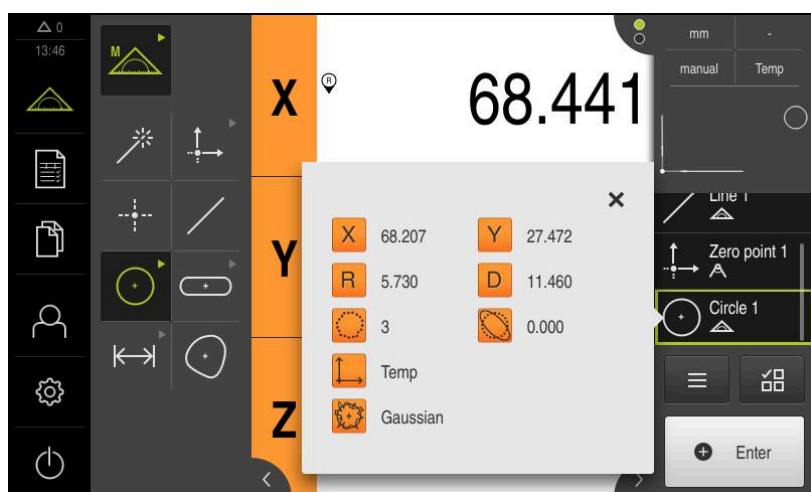 0
13:46
M
X
R
68.441
mm
-
manual
Temp
Y
Z
X
68.207
Y
27.472
R
5.730
D
11.460
3
0.000
Temp
Gaussian
Line 1
Zero point 1
Circle 1
Enter